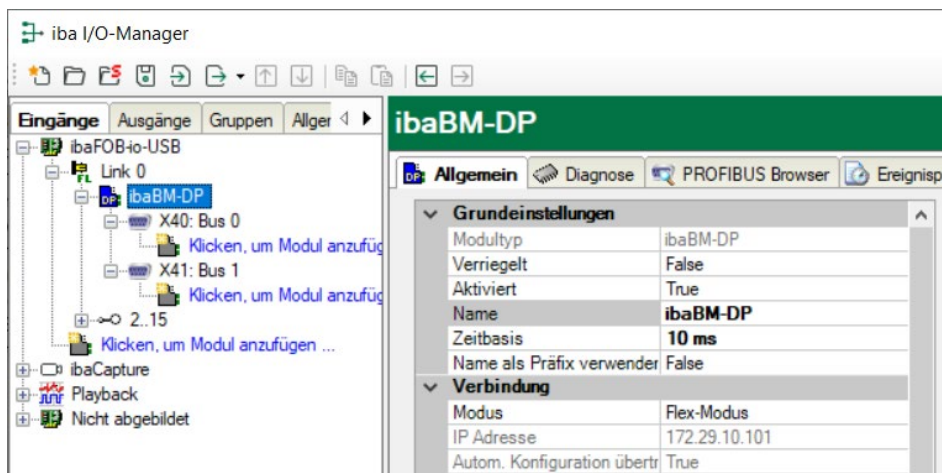 iba I/O-Manager
Eingänge Ausgänge Gruppen Allger
ibaFOB-io-USB
Link 0
ibaBM-DP
X40: Bus 0
Klicken, um Modul anzufüg
X41: Bus 1
Klicken, um Modul anzufüg
2..15
Klicken, um Modul anzufügen ...
ibaCapture
Playback
Nicht abgebildet
ibaBM-DP
Allgemein Diagnose PROFIBUS Browser Ereignisp
Grundeinstellungen
Modultyp ibaBM-DP
Verriegelt False
Aktiviert True
Name ibaBM-DP
Zeitbasis 10 ms
Name als Präfix verwender False
Verbindung
Modus Flex-Modus
IP Adresse 172.29.10.101
Autom. Konfiguration übertr True